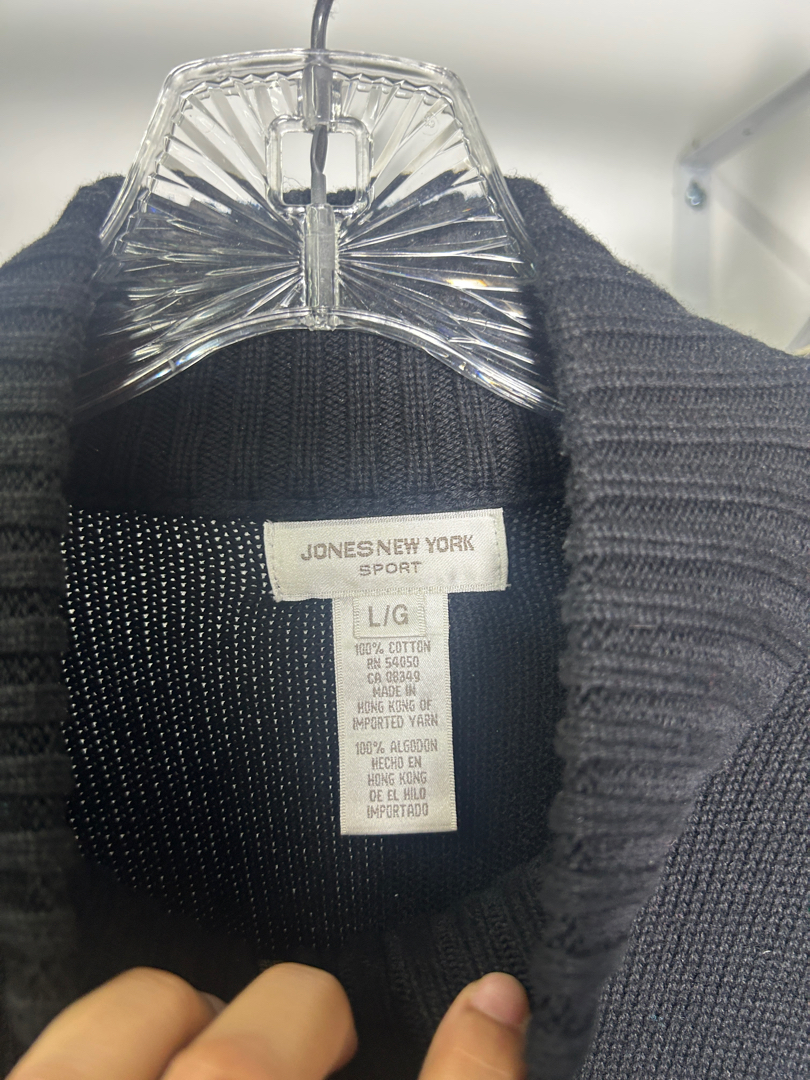 JONES NEW YORK
SPORT
L/G
100% COTTON
RN 54050
CA 08349
MADE IN
HONG KONG OF
IMPORTED YARN
100% ALGODON
HECHO EN
HONG KONG
DE EL HILO
IMPORTADO